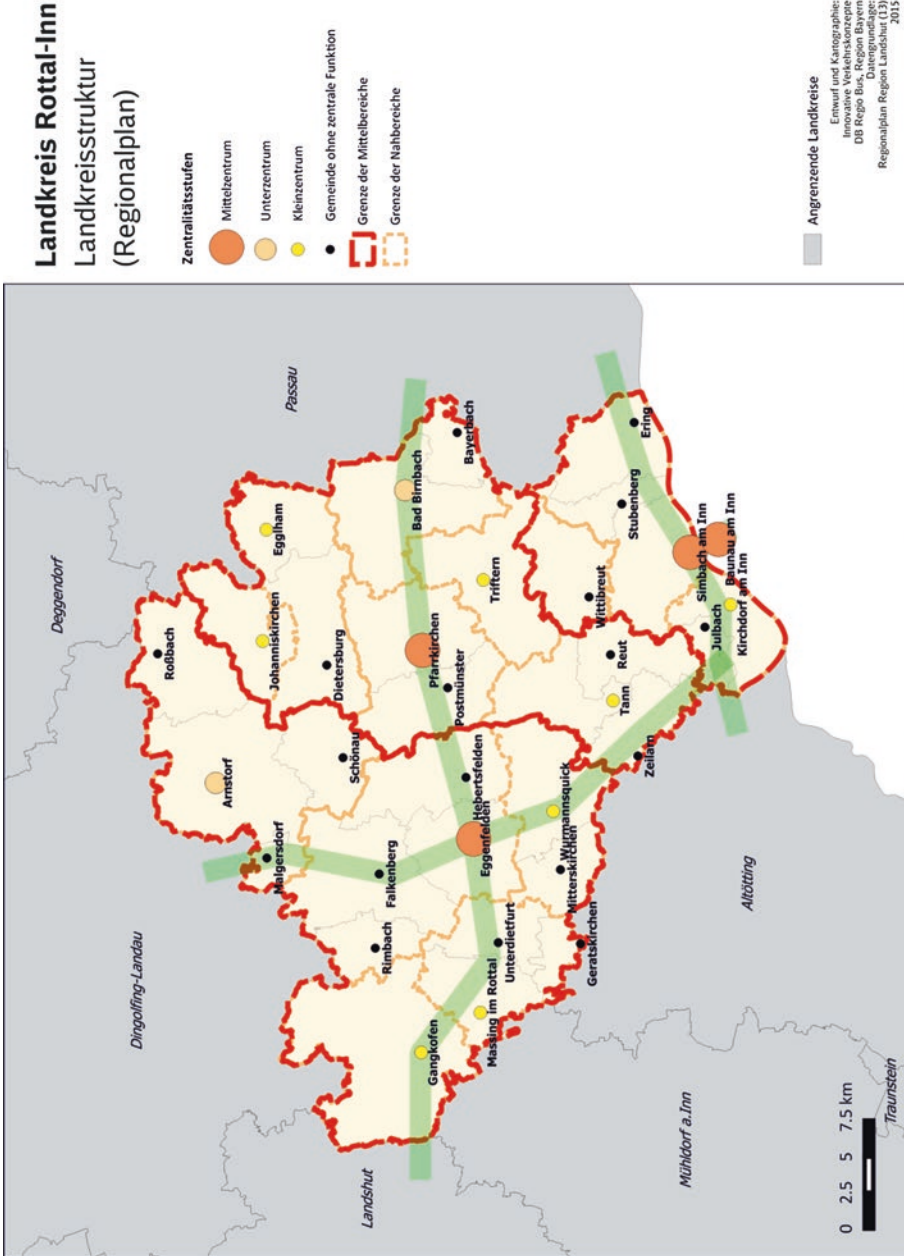 Landkreis Rottal-Inn
Landkreisstruktur
(Regionalplan)
Zentralitätsstufen
Mittelzentrum
Unterzentrum
Kleinzentrum
Gemeinde ohne zentrale Funktion
Grenze der Mittelbereiche
Grenze der Nahbereiche
Angrenzende Landkreise
Entwurf und Kartographie:
Innovative Verkehrskonzepte
DB Regio Bus, Region Bayern
Datengrundlage:
Regionalplan Region Landshut (13)
2015
Deggendorf
Dingolfing-Landau
Passau
Landshut
Roßbach
Arnstorf
Egglham
Malgersdorf
Johanniskirchen
Dietersburg
Schönau
Falkenberg
Rimbach
Bad Birnbach
Pfarrkirchen
Gangkofen
Postmünster
Bayerbach
Hebertsfelden
Eggenfelden
Triftern
Massing im Rottal
Unterdietfurt
Wurmannsquick
Mitterskirchen
Geratskirchen
Wittibreut
Stubenberg
Reut
Tann
Ering
Zeilarn
Simbach am Inn
Julbach
Baunau am Inn
Kirchdorf am Inn
Altötting
Mühldorf a.Inn
Traunstein
0 2.5 5 7.5 km